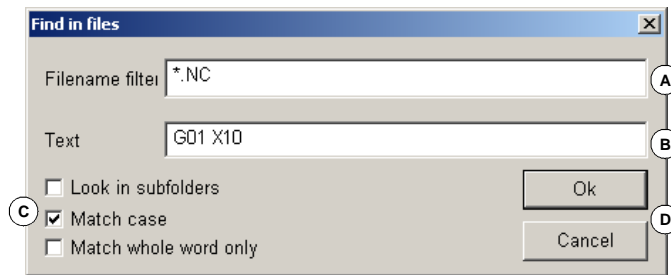 Find in files
Filename filter *.NC
A
Text G01 X10
B
Look in subfolders Ok
C Match case
D
Match whole word only Cancel